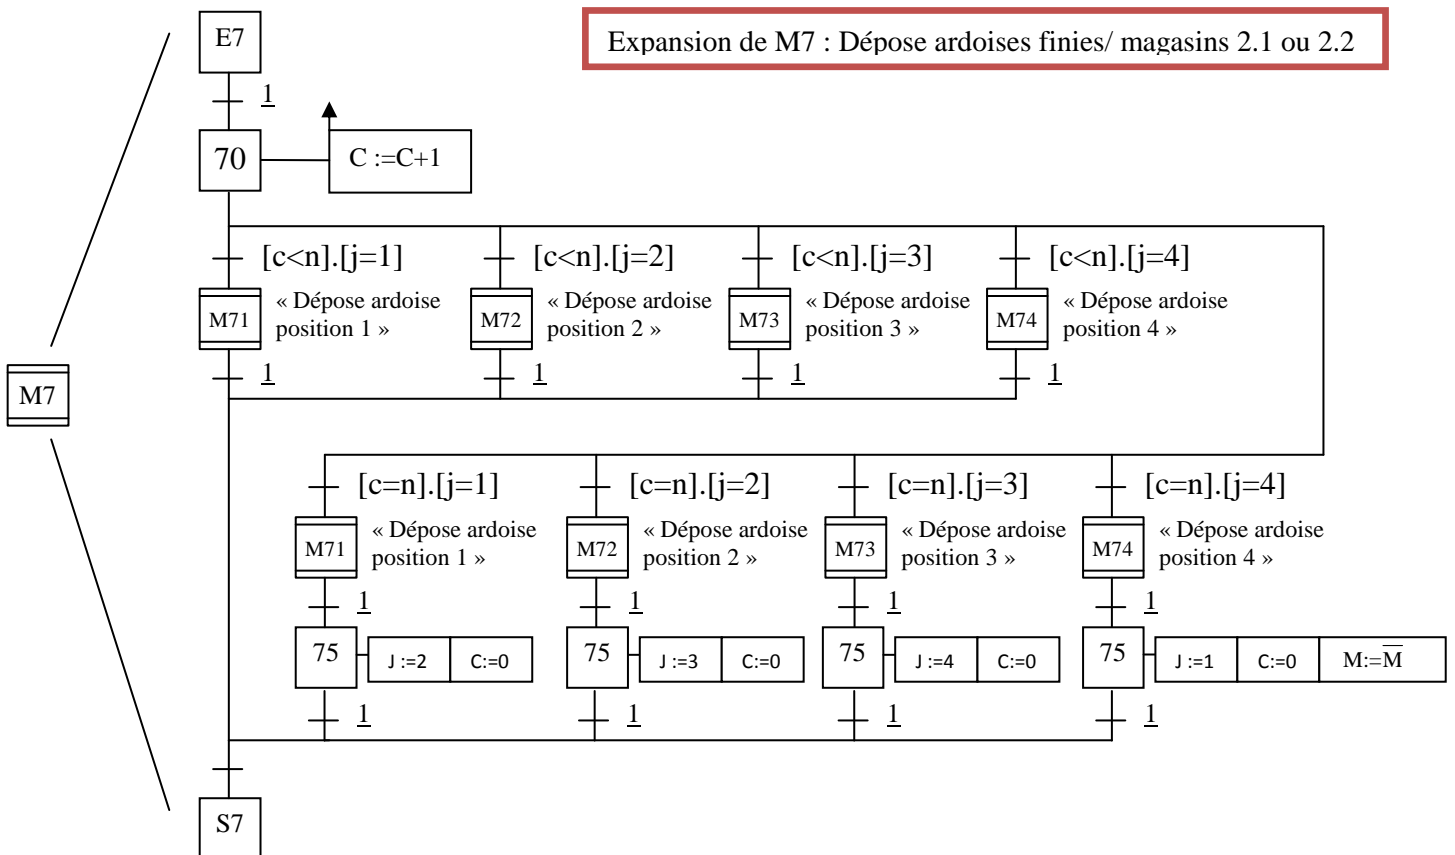 E7
Expansion de M7 : Dépose ardoises finies/ magasins 2.1 ou 2.2
1
70
C :=C+1
[c<n].[j=1]
[c<n].[j=2]
[c<n].[j=3]
[c<n].[j=4]
M71
« Dépose ardoise
position 1 »
M72
« Dépose ardoise
position 2 »
M73
« Dépose ardoise
position 3 »
M74
« Dépose ardoise
position 4 »
1
1
1
1
M7
[c=n].[j=1]
[c=n].[j=2]
[c=n].[j=3]
[c=n].[j=4]
M71
« Dépose ardoise
position 1 »
M72
« Dépose ardoise
position 2 »
M73
« Dépose ardoise
position 3 »
M74
« Dépose ardoise
position 4 »
1
1
1
1
75
J :=2
C:=0
75
J :=3
C:=0
75
J :=4
C:=0
75
J :=1
C:=0
M:=M̅
1
1
1
1
S7